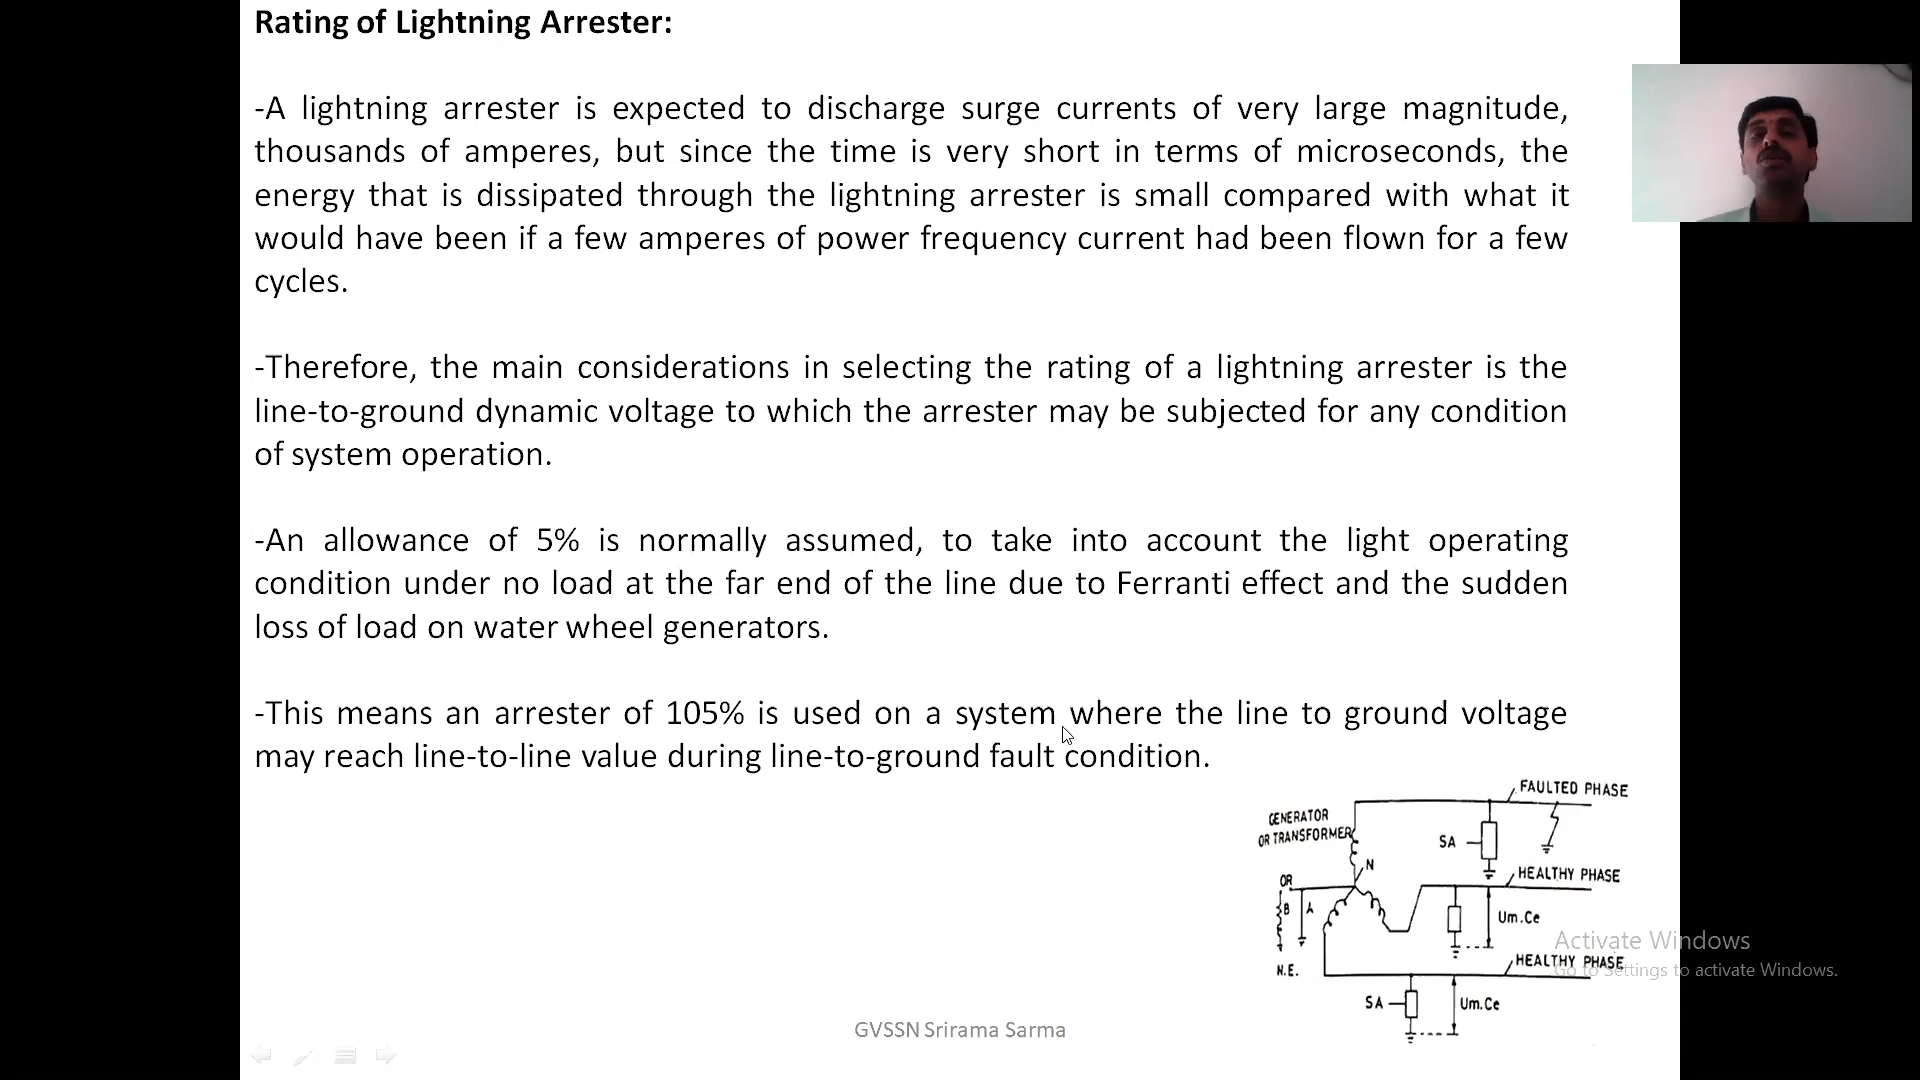 Rating of Lightning Arrester:
-A lightning arrester is expected to discharge surge currents of very large magnitude,
thousands of amperes, but since the time is very short in terms of microseconds, the
energy that is dissipated through the lightning arrester is small compared with what it
would have been if a few amperes of power frequency current had been flown for a few
cycles.
-Therefore, the main considerations in selecting the rating of a lightning arrester is the
line-to-ground dynamic voltage to which the arrester may be subjected for any condition
of system operation.
-An allowance of 5% is normally assumed, to take into account the light operating
condition under no load at the far end of the line due to Ferranti effect and the sudden
loss of load on water wheel generators.
-This means an arrester of 105% is used on a system where the line to ground voltage
may reach line-to-line value during line-to-ground fault condition.
FAULTED PHASE
GENERATOR
OR TRANSFORMER
SA
N
HEALTHY PHASE
OR
B
A
Um.Ce
HEALTHY PHASE
N.E.
SA
Um.Ce
Activate Windows
Go to Settings to activate Windows.
GVSSN Srirama Sarma